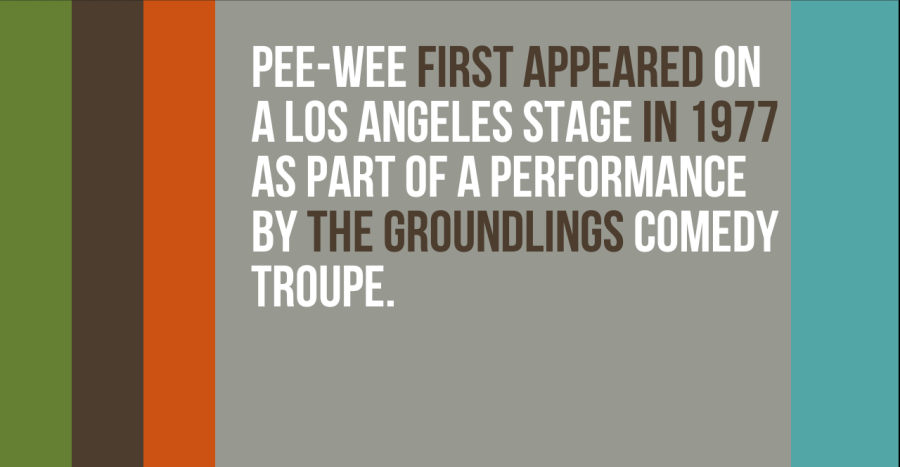 PEE-WEE FIRST APPEARED ON
A LOS ANGELES STAGE IN 1977
AS PART OF A PERFORMANCE
BY THE GROUNDLINGS COMEDY
TROUPE.